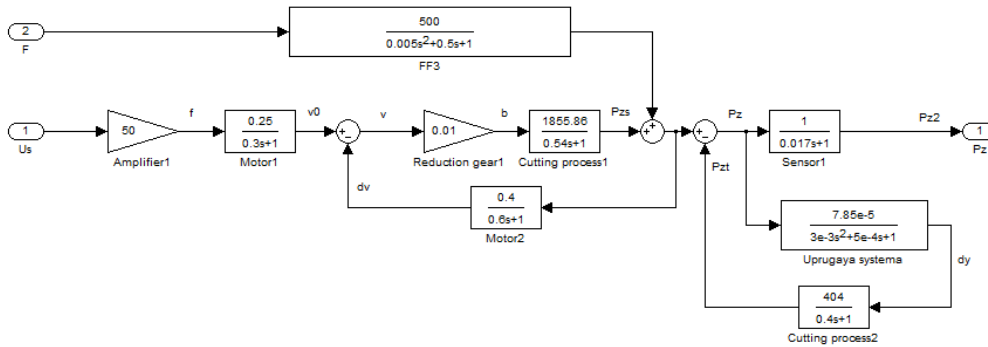 2
F
500
0.005s²+0.5s+1
FF3
1
Us
50
Amplifier1
f
0.25
0.3s+1
Motor1
v0
v
0.01
Reduction gear1
b
1855.86
0.54s+1
Cutting process1
Pzs
Pz
1
0.017s+1
Sensor1
Pz2
1
Pz
dv
0.4
0.6s+1
Motor2
Pzt
7.85e-5
3e-3s²+5e-4s+1
Uprugaya systema
dy
404
0.4s+1
Cutting process2